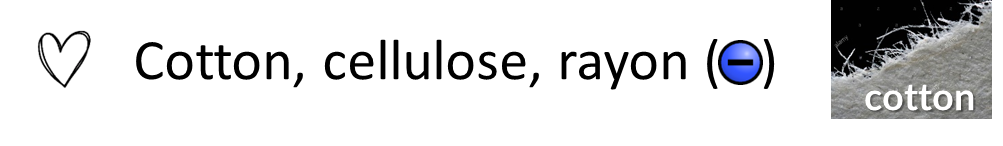 Cotton, cellulose, rayon (−)
cotton